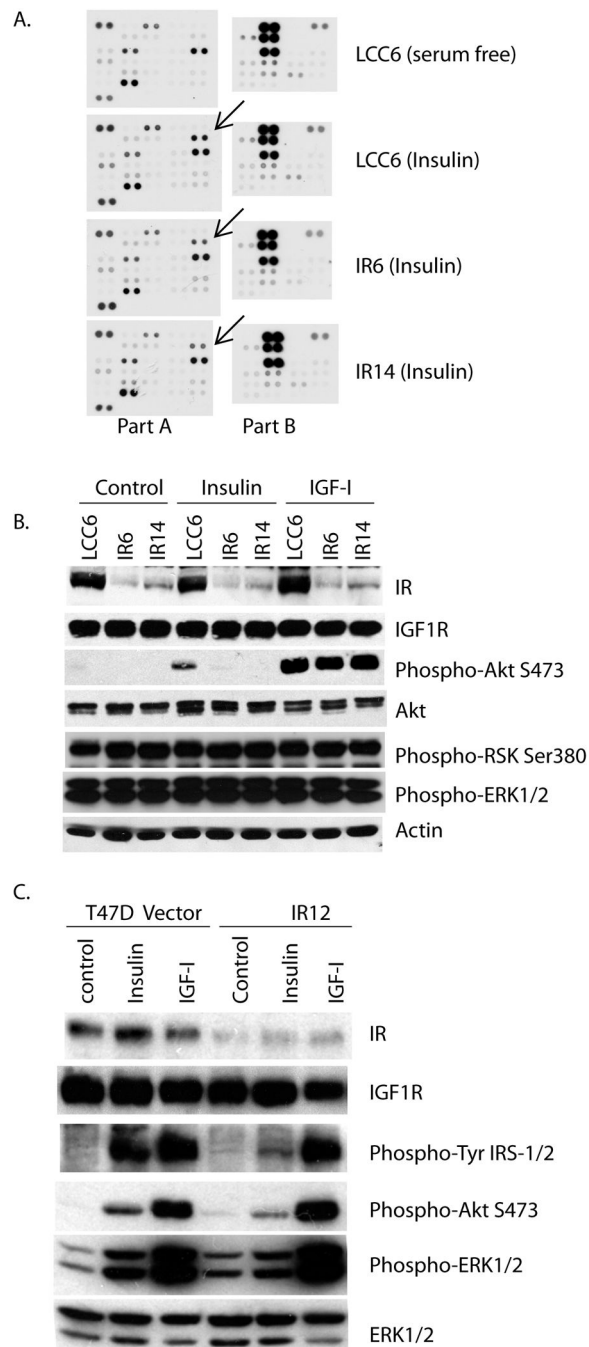 A.
LCC6 (serum free)
LCC6 (Insulin)
IR6 (Insulin)
IR14 (Insulin)
Part A Part B
B.
Control Insulin IGF-I
LCC6 IR6 IR14 LCC6 IR6 IR14 LCC6 IR6 IR14
IR
IGF1R
Phospho-Akt S473
Akt
Phospho-RSK Ser380
Phospho-ERK1/2
Actin
C.
T47D Vector IR12
control Insulin IGF-I Control Insulin IGF-I
IR
IGF1R
Phospho-Tyr IRS-1/2
Phospho-Akt S473
Phospho-ERK1/2
ERK1/2